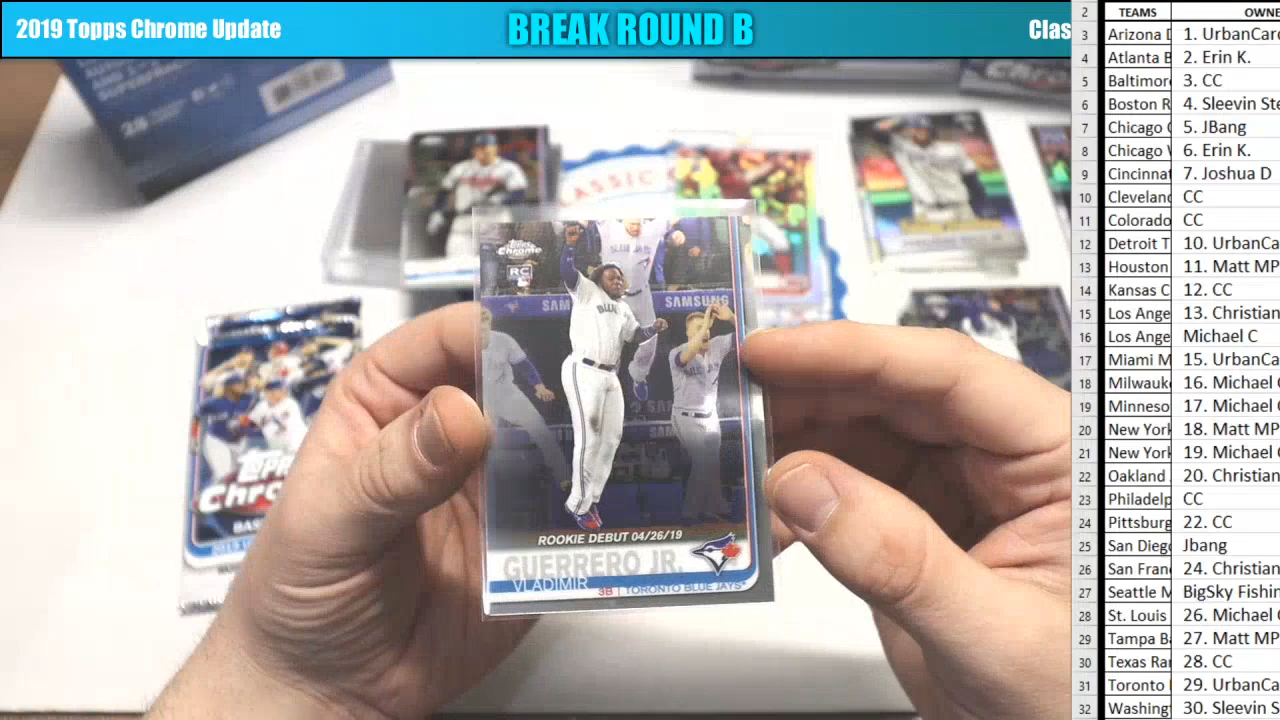 2019 Topps Chrome Update
BREAK ROUND B
Clas
2 TEAMS OWNE
3 Arizona D 1. UrbanCard
4 Atlanta B 2. Erin K.
5 Baltimor 3. CC
6 Boston R 4. Sleevin Ste
7 Chicago 5. JBang
8 Chicago 6. Erin K.
9 Cincinnat 7. Joshua D
10 Cleveland CC
11 Colorado CC
12 Detroit T 10. UrbanCa
13 Houston 11. Matt MP
14 Kansas C 12. CC
15 Los Ange 13. Christian
16 Los Ange Michael C
17 Miami M 15. UrbanCa
18 Milwauk 16. Michael
19 Minneso 17. Michael
20 New York 18. Matt MP
21 New York 19. Michael
22 Oakland 20. Christian
23 Philadelp CC
24 Pittsburg 22. CC
25 San Dieg Jbang
26 San Fran 24. Christian
27 Seattle M BigSky Fishin
28 St. Louis 26. Michael
29 Tampa Ba 27. Matt MP
30 Texas Ra 28. CC
31 Toronto 29. UrbanCa
32 Washing 30. Sleevin S
ASSIC
Topps
Chrome
RC
SAMSUNG
ROOKIE DEBUT 04/26/19
GUERRERO JR.
VLADIMIR
3B | TORONTO BLUE JAYS